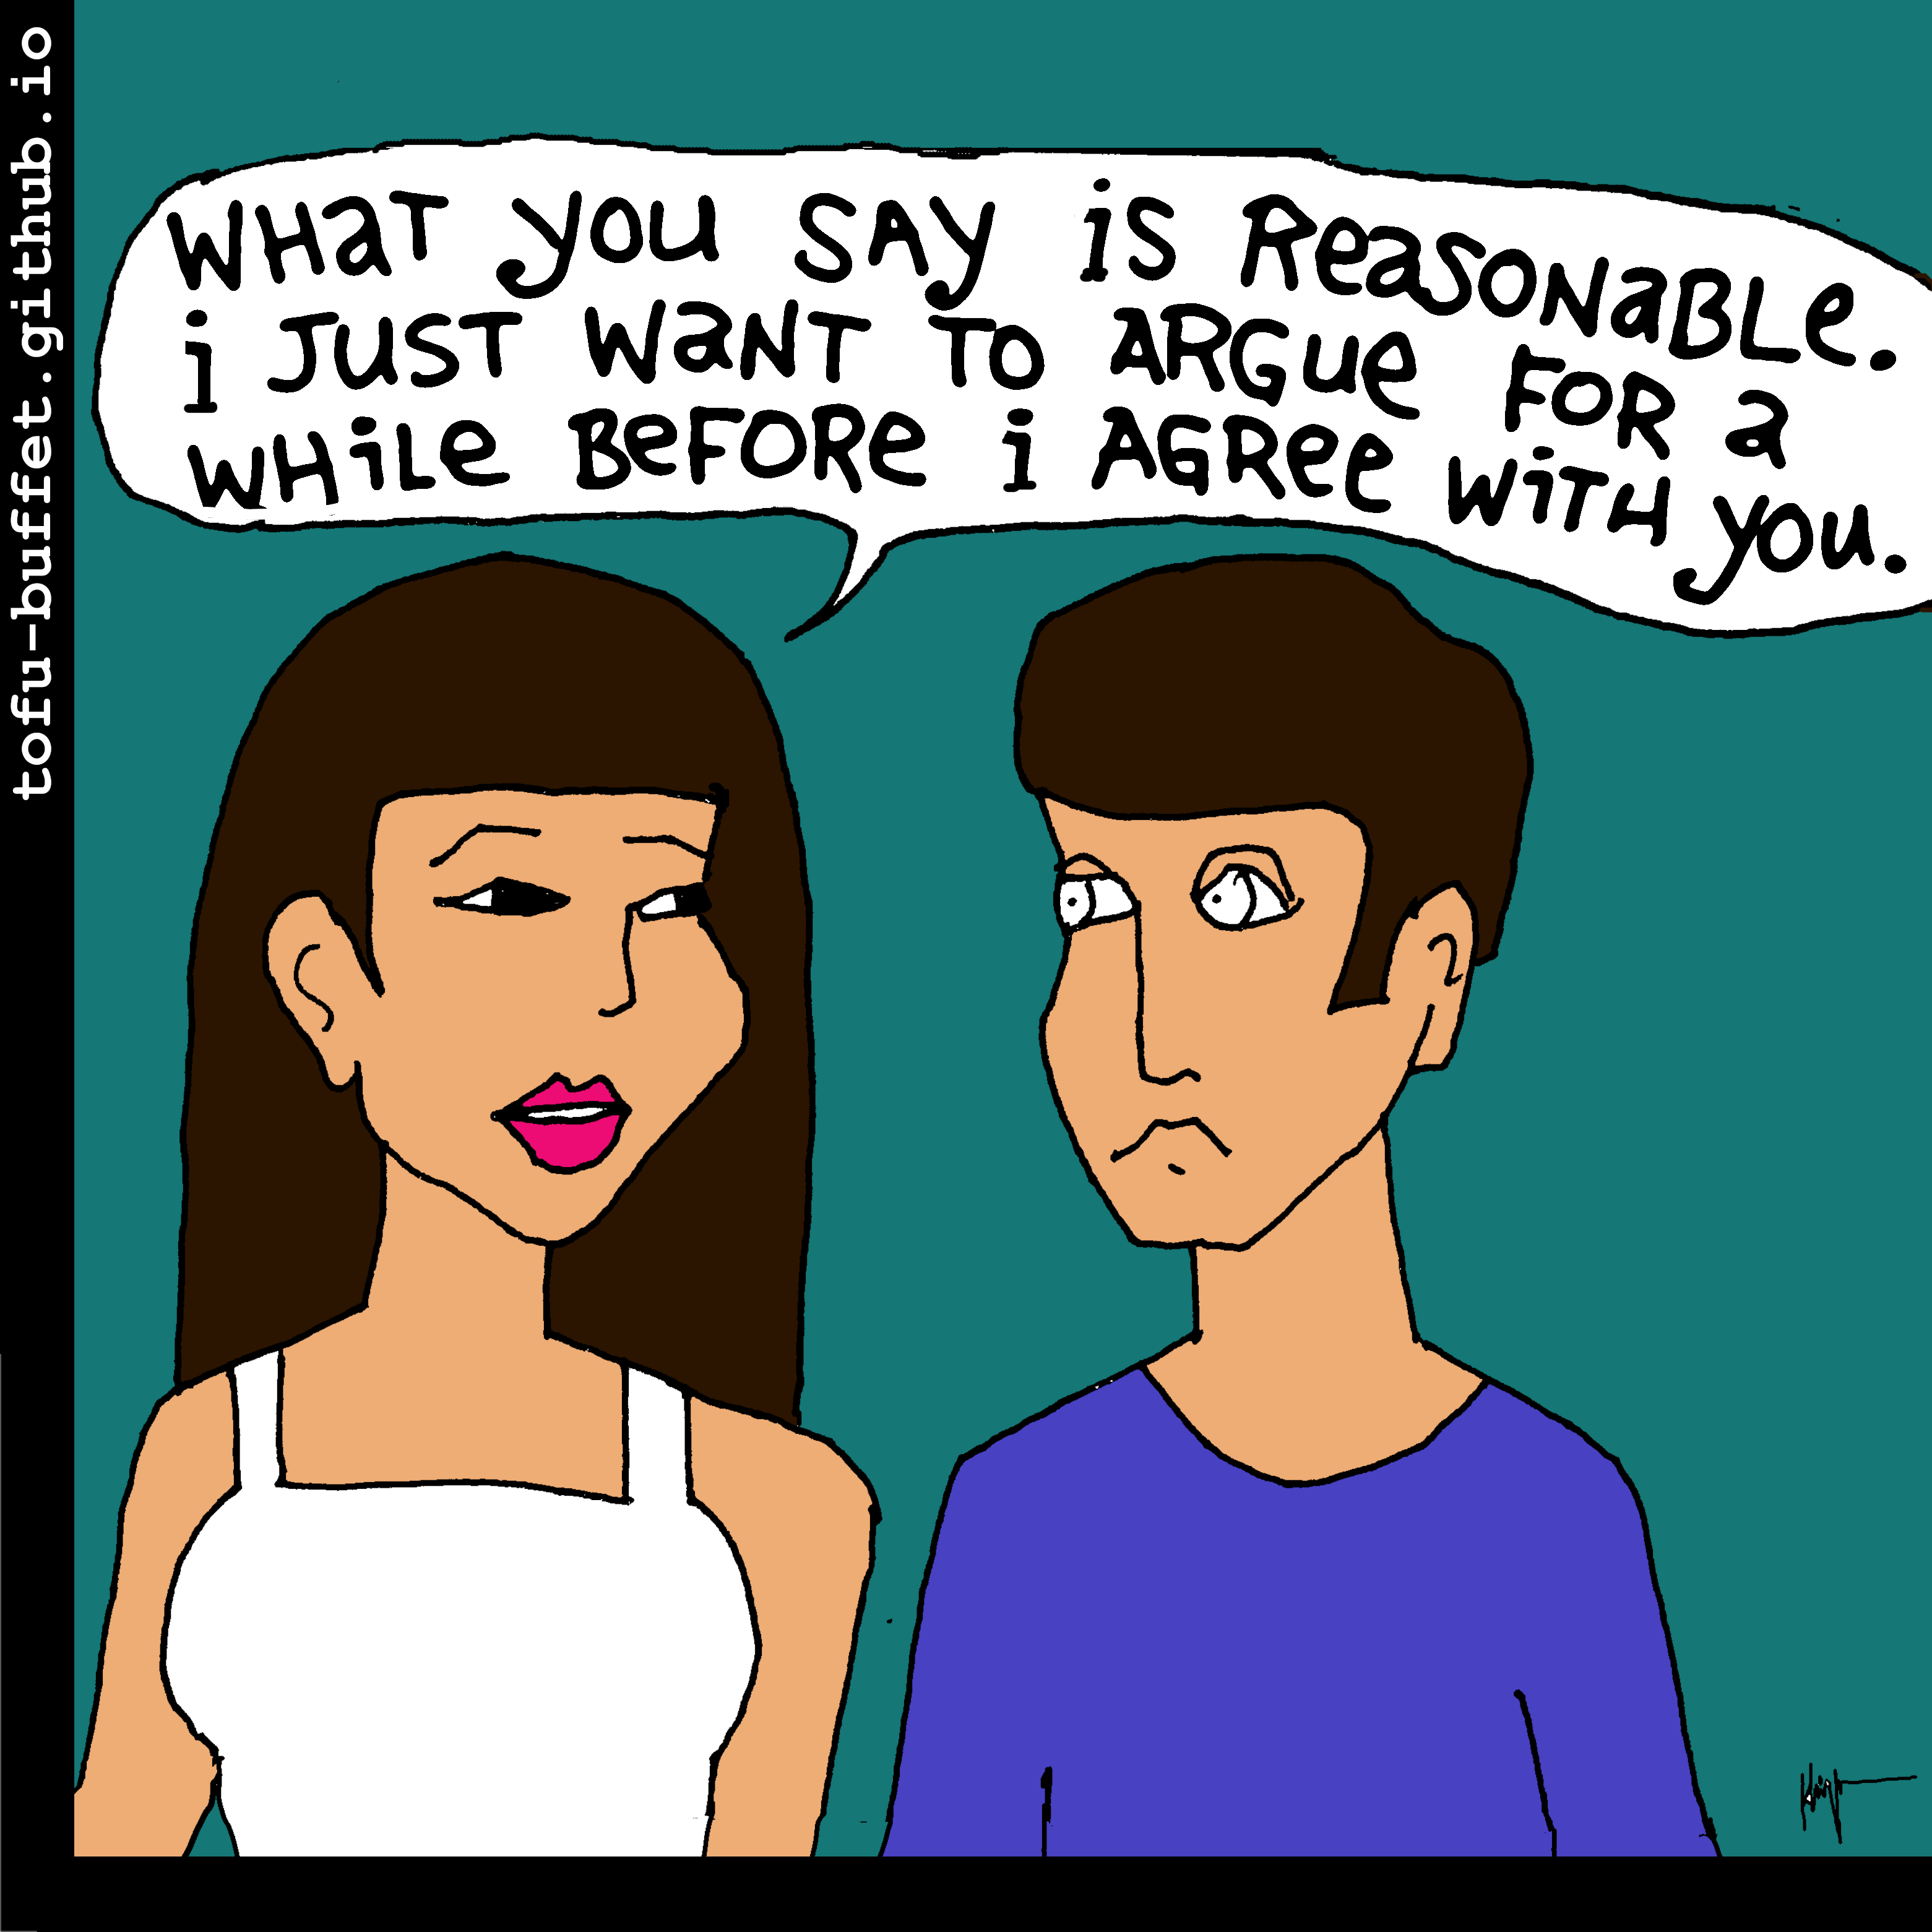 WHaT you SAy is ReasoNaBLe.
i JUST WaNT TO ARGUe FOR a
WHiLe BeFORe i AGRee WiTH you.
tofu-buffet.github.io